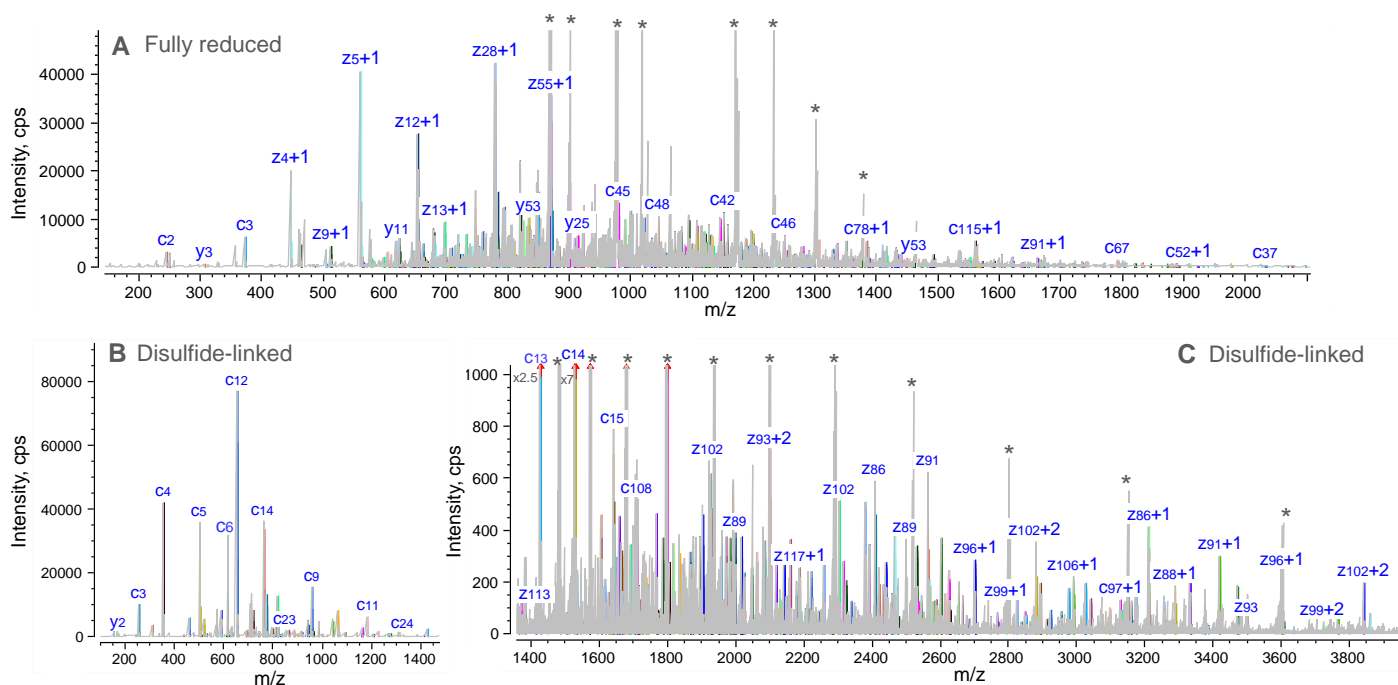 A Fully reduced
* * * * * * * *
Intensity, cps
40000
30000
20000
10000
0
z5+1
z28+1
z55+1
z12+1
z4+1
c2
c3
y3
z9+1
y11
z13+1
y53
y25
c45
c48
c42
c46
c78+1
y53
c115+1
z91+1
c67
c52+1
c37
200 300 400 500 600 700 800 900 1000 1100 1200 1300 1400 1500 1600 1700 1800 1900 2000
m/z
B Disulfide-linked
Intensity, cps
80000
60000
40000
20000
0
c12
c4
c5
c6
c14
c3
c9
y2
c23
c11
c24
200 400 600 800 1000 1200 1400
m/z
C Disulfide-linked
Intensity, cps
1000
800
600
400
200
0
c13 * c14 * * * * * * * * * *
x2.5 x7
c15
z102
z93+2
c108
z89
z113
z117+1
z102
z86
z91
z89
z96+1
z99+1
z102+2
z106+1
c97+1
z86+1
z88+1
z91+1
z93
z96+1
z99+2
z102+2
1400 1600 1800 2000 2200 2400 2600 2800 3000 3200 3400 3600 3800
m/z